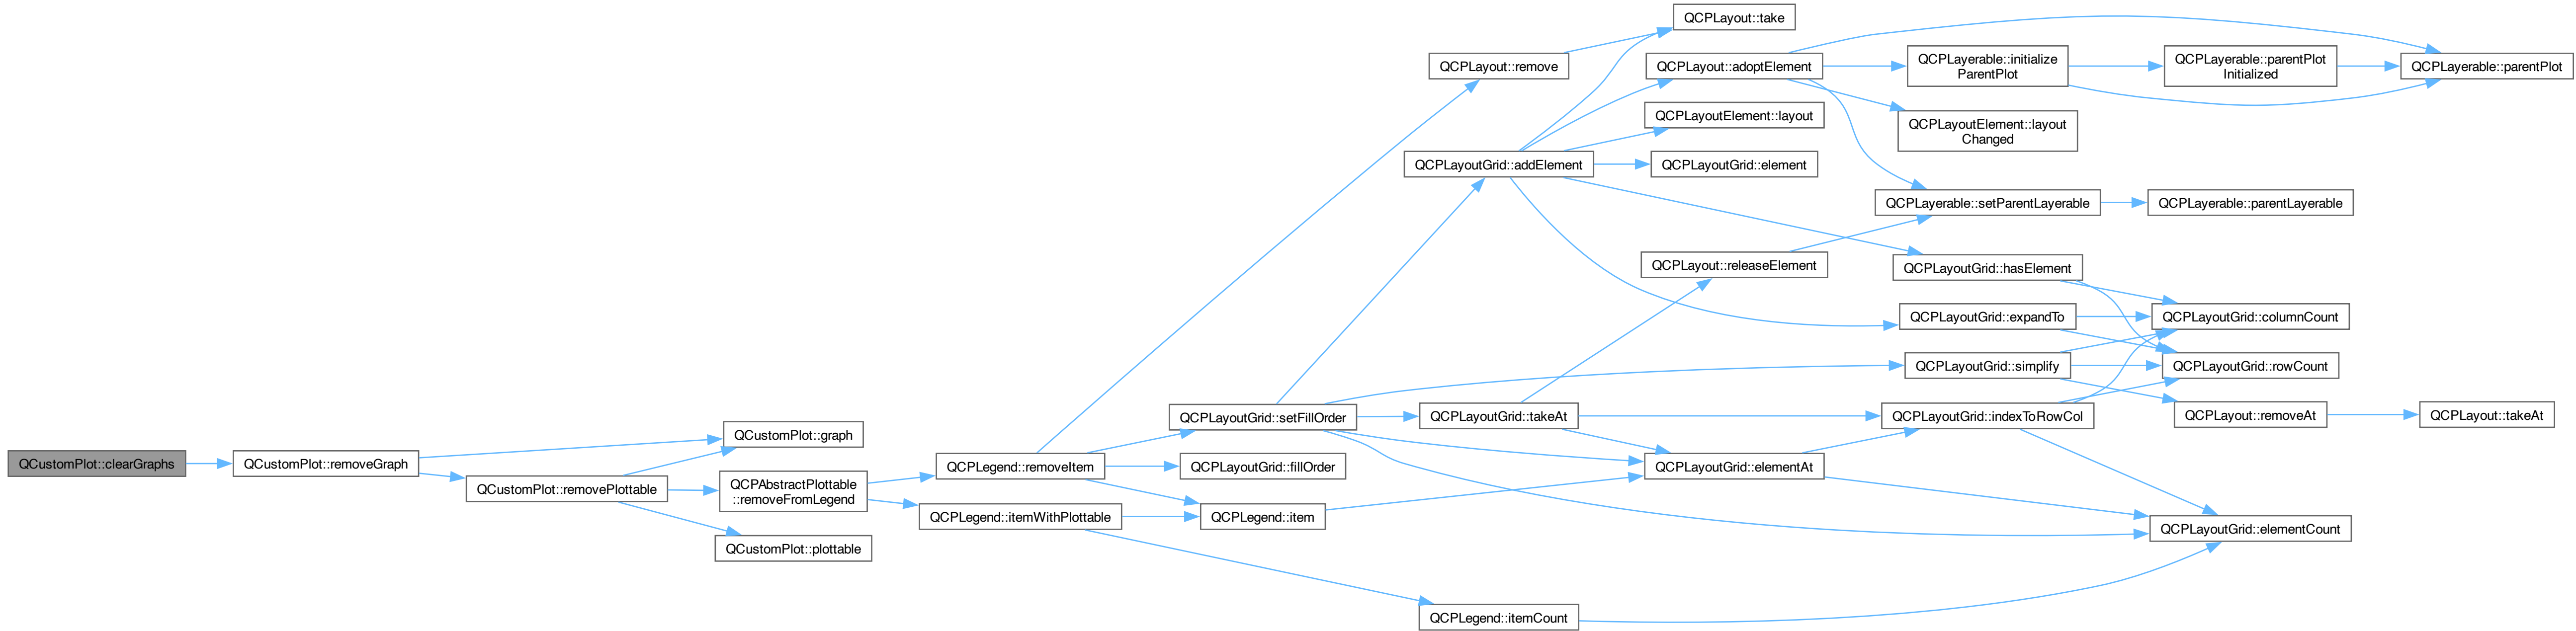 QCustomPlot::clearGraphs
QCustomPlot::removeGraph
QCustomPlot::graph
QCustomPlot::removePlottable
QCPAbstractPlottable
::removeFromLegend
QCustomPlot::plottable
QCPLegend::removeItem
QCPLegend::itemWithPlottable
QCPLayoutGrid::setFillOrder
QCPLayoutGrid::fillOrder
QCPLegend::item
QCPLayout::remove
QCPLayoutGrid::addElement
QCPLayoutGrid::takeAt
QCPLegend::itemCount
QCPLayout::take
QCPLayout::adoptElement
QCPLayoutElement::layout
QCPLayoutGrid::element
QCPLayout::releaseElement
QCPLayoutGrid::elementAt
QCPLayerable::initialize
ParentPlot
QCPLayoutElement::layout
Changed
QCPLayerable::setParentLayerable
QCPLayoutGrid::hasElement
QCPLayoutGrid::expandTo
QCPLayoutGrid::simplify
QCPLayoutGrid::indexToRowCol
QCPLayerable::parentPlot
Initialized
QCPLayerable::parentLayerable
QCPLayoutGrid::columnCount
QCPLayoutGrid::rowCount
QCPLayout::removeAt
QCPLayoutGrid::elementCount
QCPLayerable::parentPlot
QCPLayout::takeAt